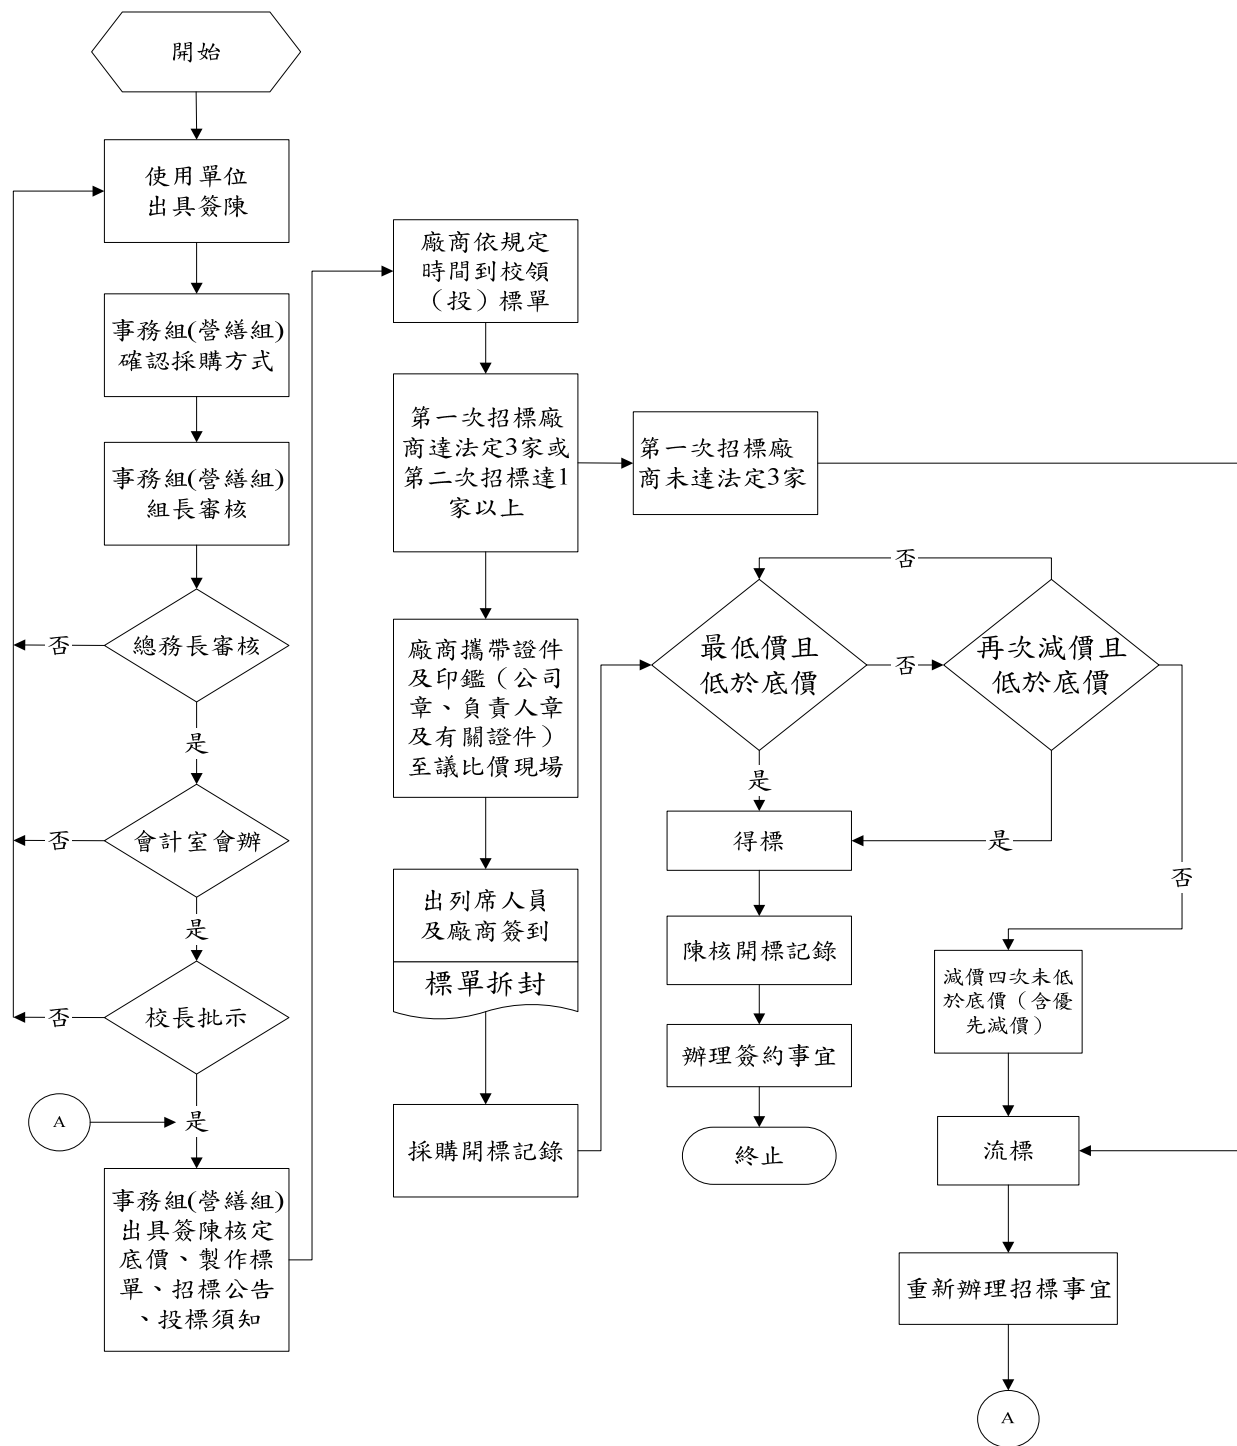 開始
使用單位
出具簽陳
事務組(營繕組)
確認採購方式
事務組(營繕組)
組長審核
總務長審核
否
是
會計室會辦
否
是
校長批示
否
是
A
事務組(營繕組)
出具簽陳核定
底價、製作標
單、招標公告
、投標須知
廠商依規定
時間到校領
（投）標單
第一次招標廠
商達法定3家或
第二次招標達1
家以上
第一次招標廠
商未達法定3家
廠商攜帶證件
及印鑑（公司
章、負責人章
及有關證件）
至議比價現場
出列席人員
及廠商簽到
標單拆封
採購開標記錄
否
最低價且
低於底價
否
再次減價且
低於底價
是
得標
是
否
陳核開標記錄
辦理簽約事宜
終止
減價四次未低
於底價（含優
先減價）
流標
重新辦理招標事宜
A